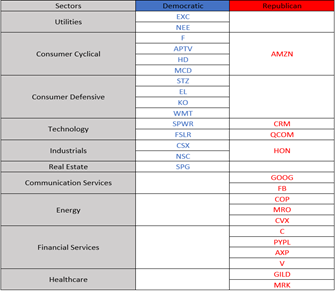 Sectors Democratic Republican
Utilities EXC
NEE
Consumer Cyclical F AMZN
APTV
HD
MCD
Consumer Defensive STZ
EL
KO
WMT
Technology SPWR CRM
FSLR QCOM
Industrials CSX HON
NSC
Real Estate SPG
Communication Services GOOG
FB
Energy COP
MRO
CVX
Financial Services C
PYPL
AXP
V
Healthcare GILD
MRK